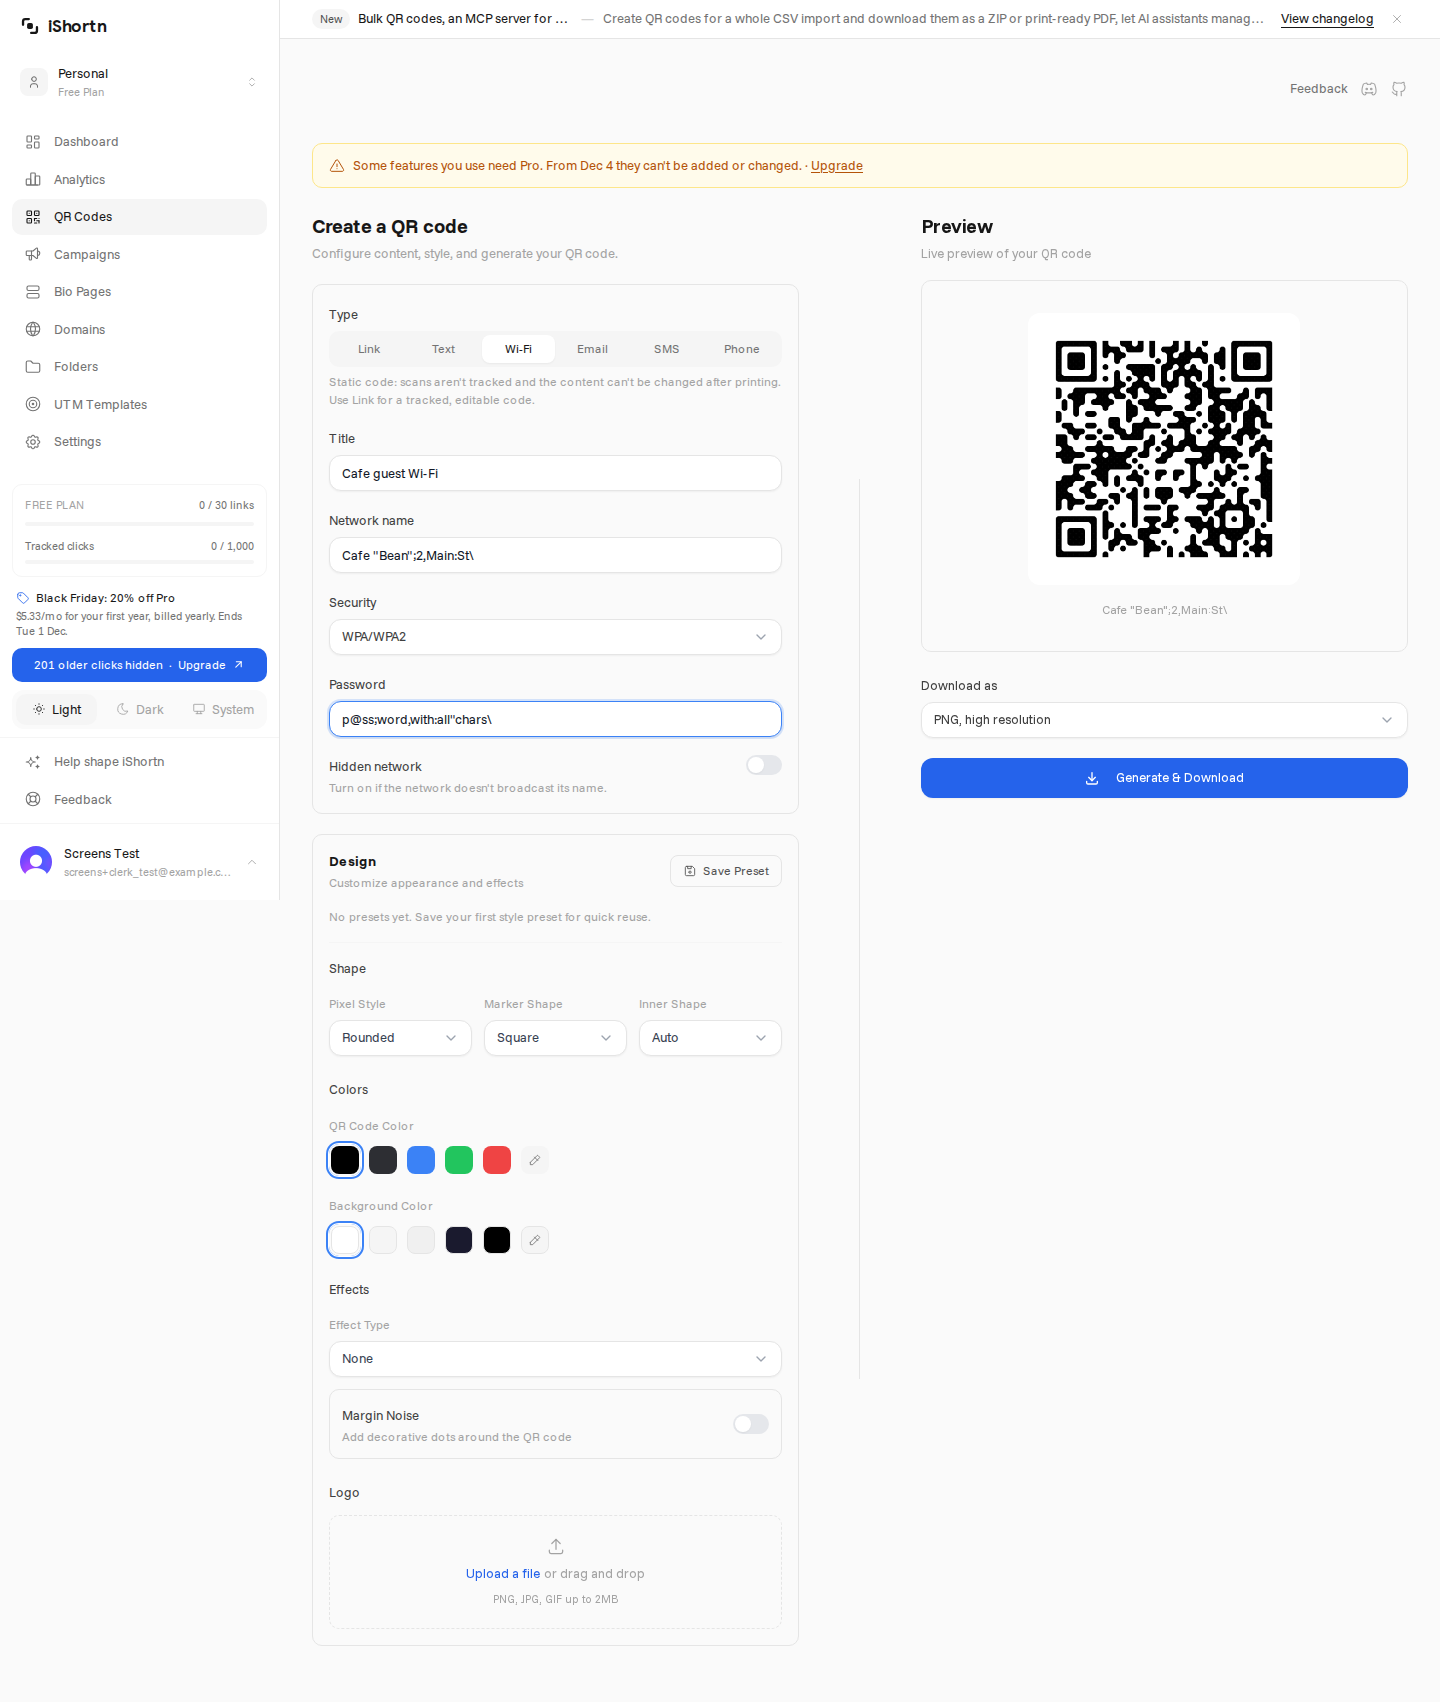 iShortn
Personal
Free Plan
Dashboard
Analytics
QR Codes
Campaigns
Bio Pages
Domains
Folders
UTM Templates
Settings
FREE PLAN 0 / 30 links
Tracked clicks 0 / 1,000
Black Friday: 20% off Pro
$5.33/mo for your first year, billed yearly. Ends
Tue 1 Dec.
201 older clicks hidden · Upgrade
Light Dark System
Help shape iShortn
Feedback
Screens Test
screens+clerk_test@example.c...
New Bulk QR codes, an MCP server for ... — Create QR codes for a whole CSV import and download them as a ZIP or print-ready PDF, let AI assistants manag... View changelog
Feedback
Some features you use need Pro. From Dec 4 they can't be added or changed. · Upgrade
Create a QR code
Configure content, style, and generate your QR code.
Type
Link Text Wi-Fi Email SMS Phone
Static code: scans aren't tracked and the content can't be changed after printing.
Use Link for a tracked, editable code.
Title
Cafe guest Wi-Fi
Network name
Cafe "Bean";2,Main:St\
Security
WPA/WPA2
Password
p@ss;word,with:all"chars\
Hidden network
Turn on if the network doesn't broadcast its name.
Design
Customize appearance and effects
Save Preset
No presets yet. Save your first style preset for quick reuse.
Shape
Pixel Style Marker Shape Inner Shape
Rounded Square Auto
Colors
QR Code Color
Background Color
Effects
Effect Type
None
Margin Noise
Add decorative dots around the QR code
Logo
Upload a file or drag and drop
PNG, JPG, GIF up to 2MB
Preview
Live preview of your QR code
Cafe "Bean";2,Main:St\
Download as
PNG, high resolution
Generate & Download